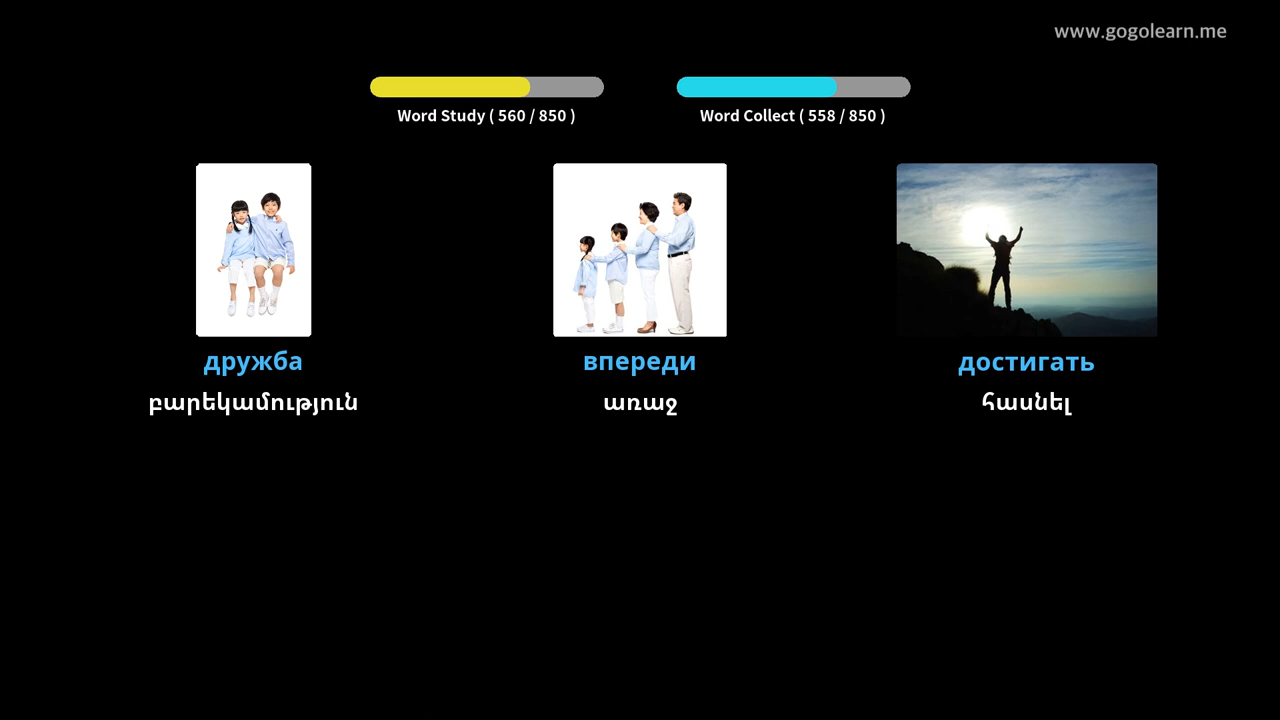 www.gogolearn.me
Word Study ( 560 / 850 )
Word Collect ( 558 / 850 )
дружба
впереди
достигать
բարեկամություն
առաջ
հասնել